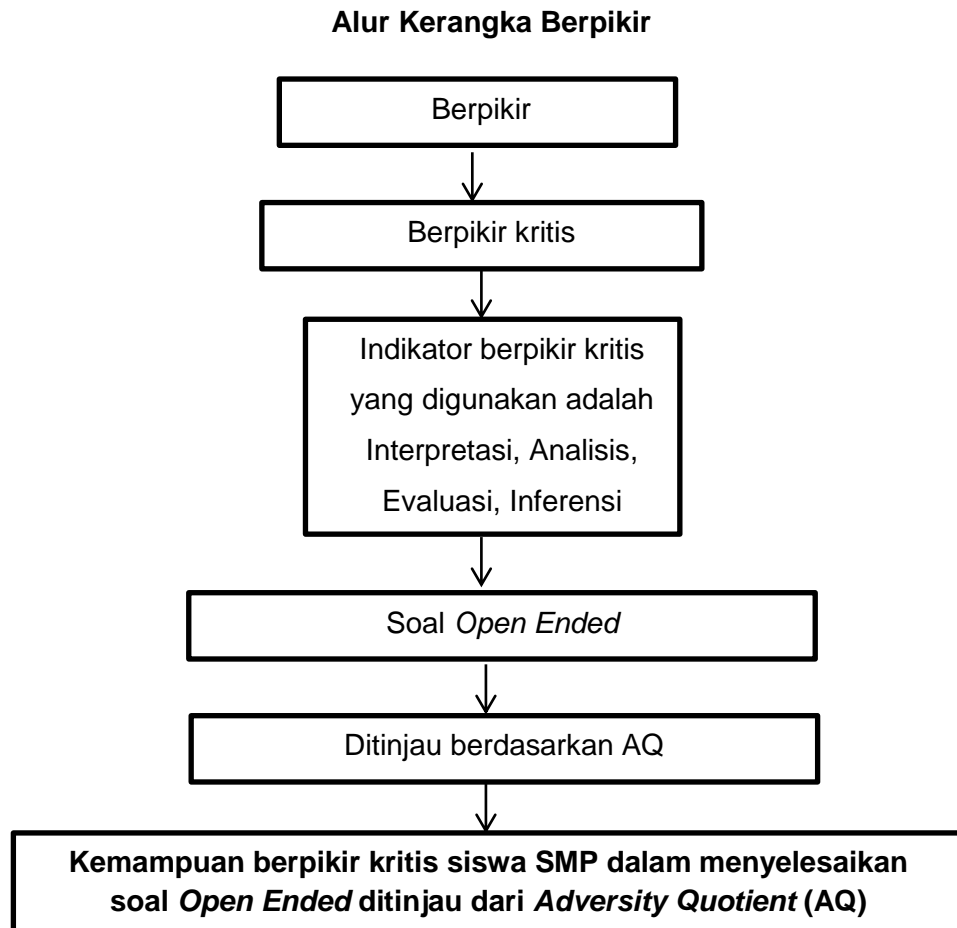 Alur Kerangka Berpikir
Berpikir
Berpikir kritis
Indikator berpikir kritis
yang digunakan adalah
Interpretasi, Analisis,
Evaluasi, Inferensi
Soal Open Ended
Ditinjau berdasarkan AQ
Kemampuan berpikir kritis siswa SMP dalam menyelesaikan
soal Open Ended ditinjau dari Adversity Quotient (AQ)